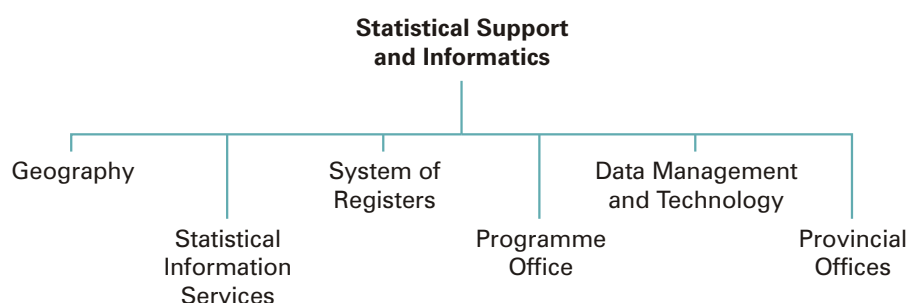 Statistical Support
and Informatics
Geography
System of
Registers
Data Management
and Technology
Statistical
Information
Services
Programme
Office
Provincial
Offices